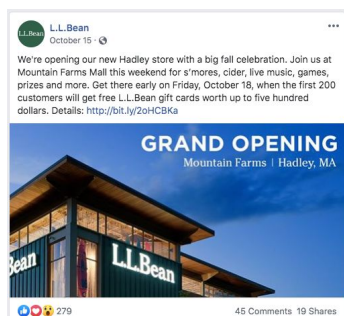 L.L.Bean
L.L.Bean
October 15 ·
We're opening our new Hadley store with a big fall celebration. Join us at
Mountain Farms Mall this weekend for s'mores, cider, live music, games,
prizes and more. Get there early on Friday, October 18, when the first 200
customers will get free L.L.Bean gift cards worth up to five hundred
dollars. Details: http://bit.ly/2oHCBKa
GRAND OPENING
Mountain Farms | Hadley, MA
Bean
L.L.Bean
279
45 Comments 19 Shares